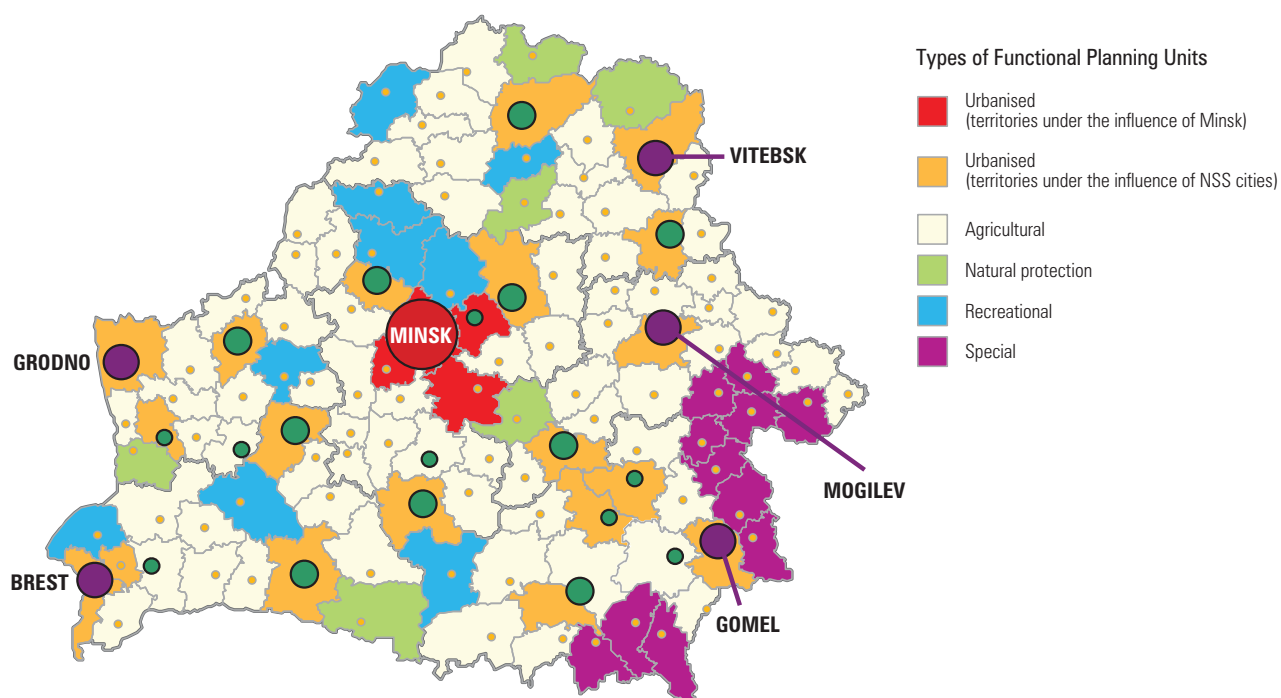 Types of Functional Planning Units
Urbanised
(territories under the influence of Minsk)
Urbanised
(territories under the influence of NSS cities)
Agricultural
Natural protection
Recreational
Special
VITEBSK
MINSK
GRODNO
MOGILEV
BREST
GOMEL